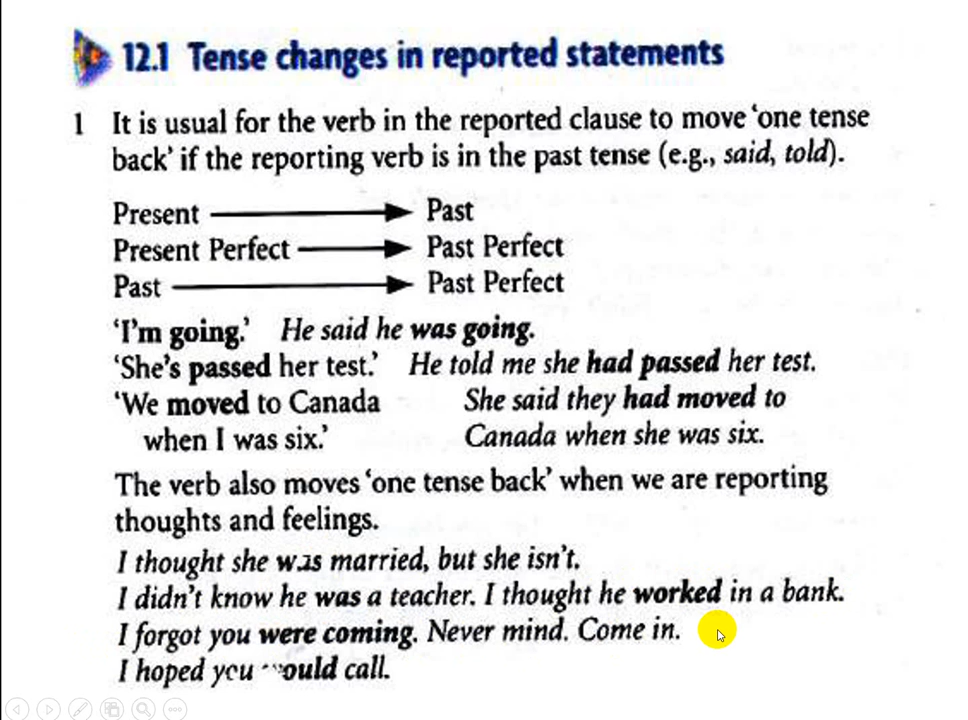 12.1 Tense changes in reported statements
1 It is usual for the verb in the reported clause to move ‘one tense
back’ if the reporting verb is in the past tense (e.g., said, told).
Present Past
Present Perfect Past Perfect
Past Past Perfect
‘I’m going.’ He said he was going.
‘She’s passed her test.’ He told me she had passed her test.
‘We moved to Canada She said they had moved to
when I was six.’ Canada when she was six.
The verb also moves ‘one tense back’ when we are reporting
thoughts and feelings.
I thought she was married, but she isn’t.
I didn’t know he was a teacher. I thought he worked in a bank.
I forgot you were coming. Never mind. Come in.
I hoped you would call.